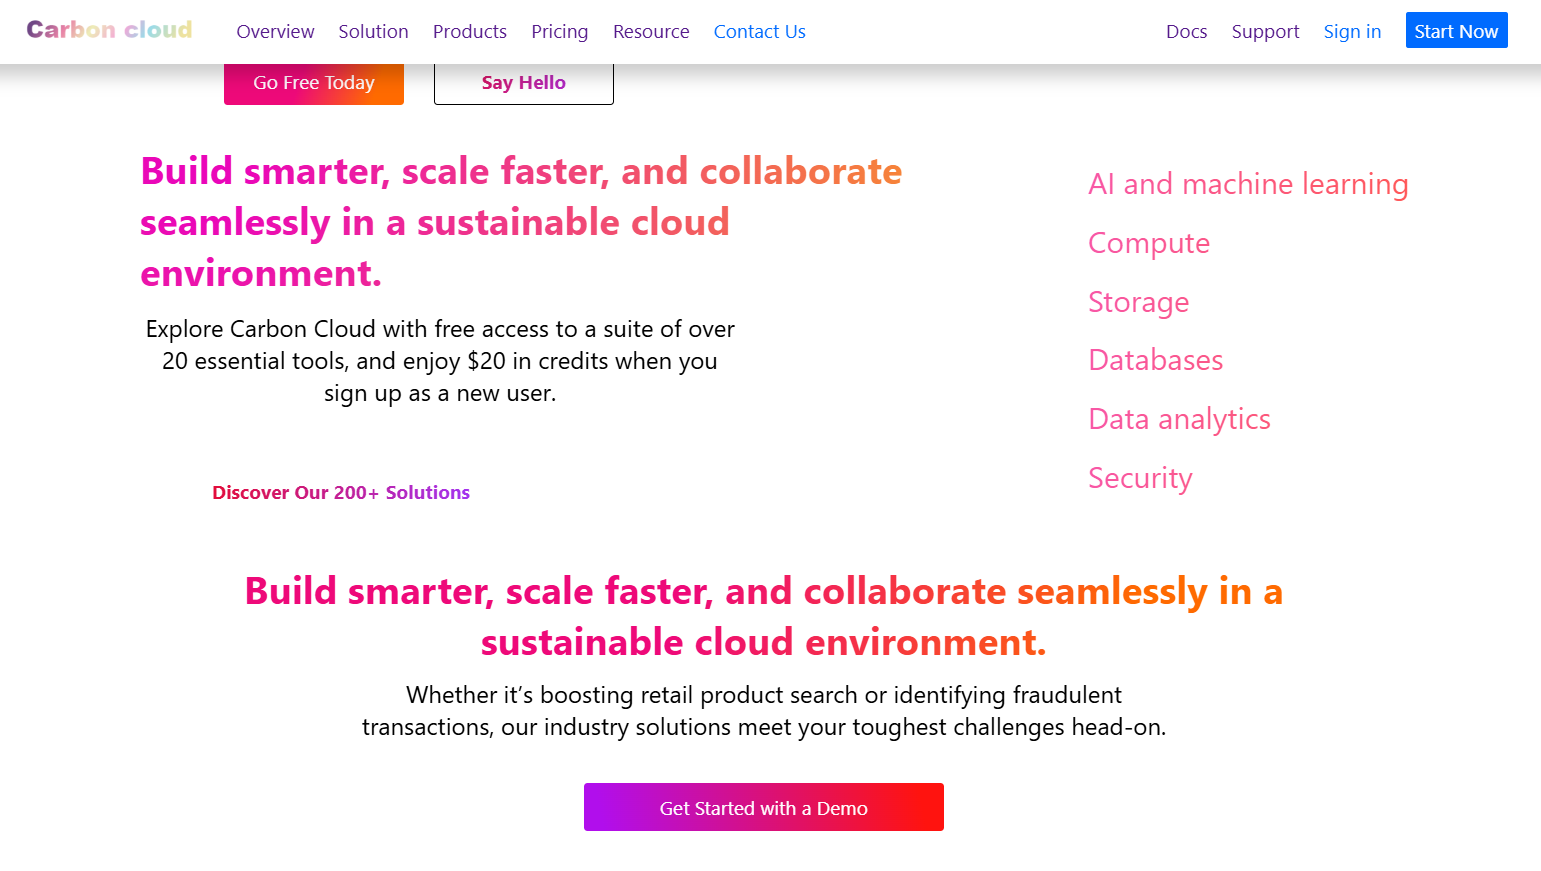 Carbon cloud Overview Solution Products Pricing Resource Contact Us Docs Support Sign in Start Now
Go Free Today Say Hello
Build smarter, scale faster, and collaborate
seamlessly in a sustainable cloud
environment.
Explore Carbon Cloud with free access to a suite of over
20 essential tools, and enjoy $20 in credits when you
sign up as a new user.
Discover Our 200+ Solutions
AI and machine learning
Compute
Storage
Databases
Data analytics
Security
Build smarter, scale faster, and collaborate seamlessly in a
sustainable cloud environment.
Whether it’s boosting retail product search or identifying fraudulent
transactions, our industry solutions meet your toughest challenges head-on.
Get Started with a Demo